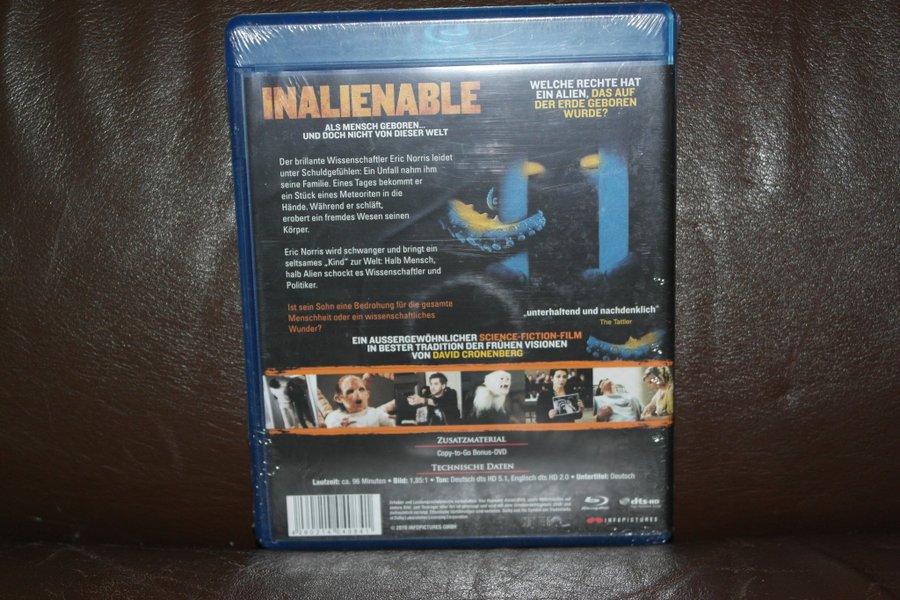 INALIENABLE
ALS MENSCH GEBOREN...
UND DOCH NICHT VON DIESER WELT
WELCHE RECHTE HAT
EIN ALIEN, DAS AUF
DER ERDE GEBOREN
WURDE?
Der brillante Wissenschaftler Eric Norris leidet
unter Schuldgefühlen: Ein Unfall nahm ihm
seine Familie. Eines Tages bekommt er
ein Stück eines Meteoriten in die
Hände. Während er schläft,
erobert ein fremdes Wesen seinen
Körper.
Eric Norris wird schwanger und bringt ein
seltsames „Kind" zur Welt: Halb Mensch,
halb Alien schockt es Wissenschaftler und
Politiker.
Ist sein Sohn eine Bedrohung für die gesamte
Menschheit oder ein wissenschaftliches
Wunder?
„unterhaltend und nachdenklich"
The Tattler
EIN AUSSERGEWÖHNLICHER SCIENCE-FICTION-FILM
IN BESTER TRADITION DER FRÜHEN VISIONEN
VON DAVID CRONENBERG
ZUSATZMATERIAL
Copy-to-Go Bonus-DVD
TECHNISCHE DATEN
Laufzeit: ca. 96 Minuten • Bild: 1,85:1 • Ton: Deutsch dts HD 5.1, Englisch dts HD 2.0 • Untertitel: Deutsch
© 2010 INFOPICTURES GMBH
dts-HD
INFOPICTURES